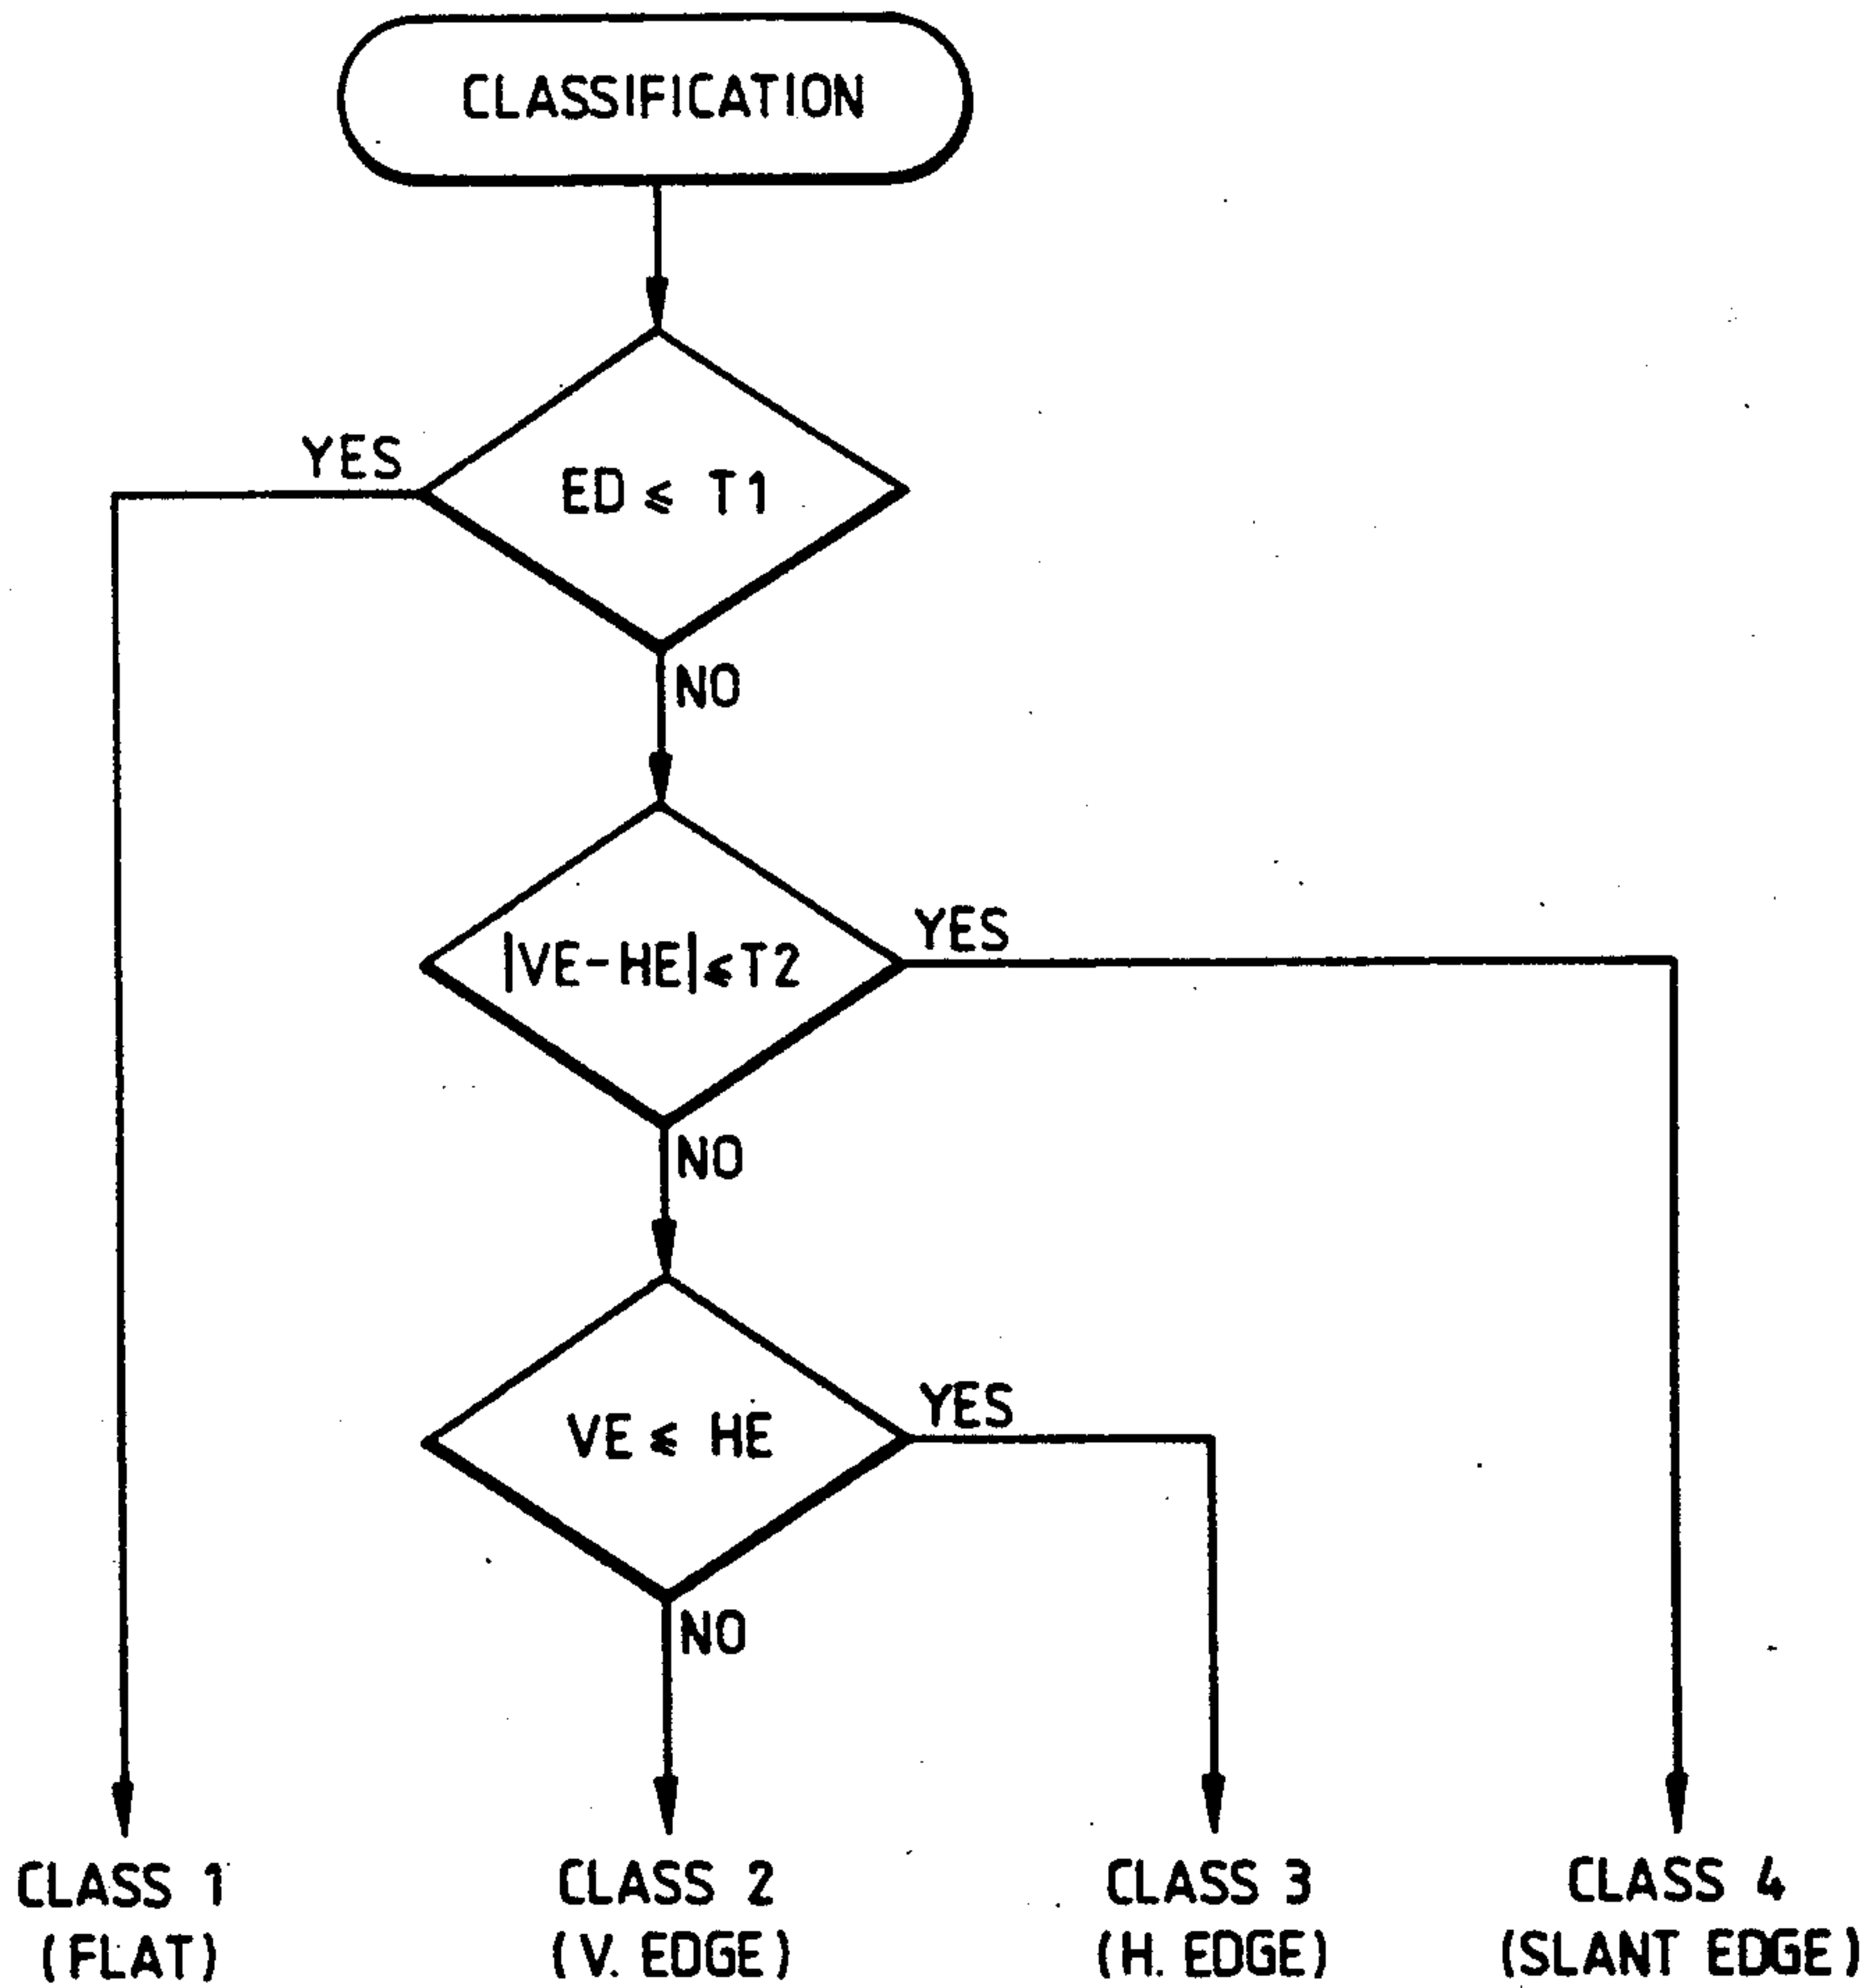 CLASSIFICATION
YES
ED ≤ T1
NO
YES
|VE-HE|≤T2
NO
YES
VE ≤ HE
NO
CLASS 1
(FLAT)
CLASS 2
(V. EDGE)
CLASS 3
(H. EDGE)
CLASS 4
(SLANT EDGE)